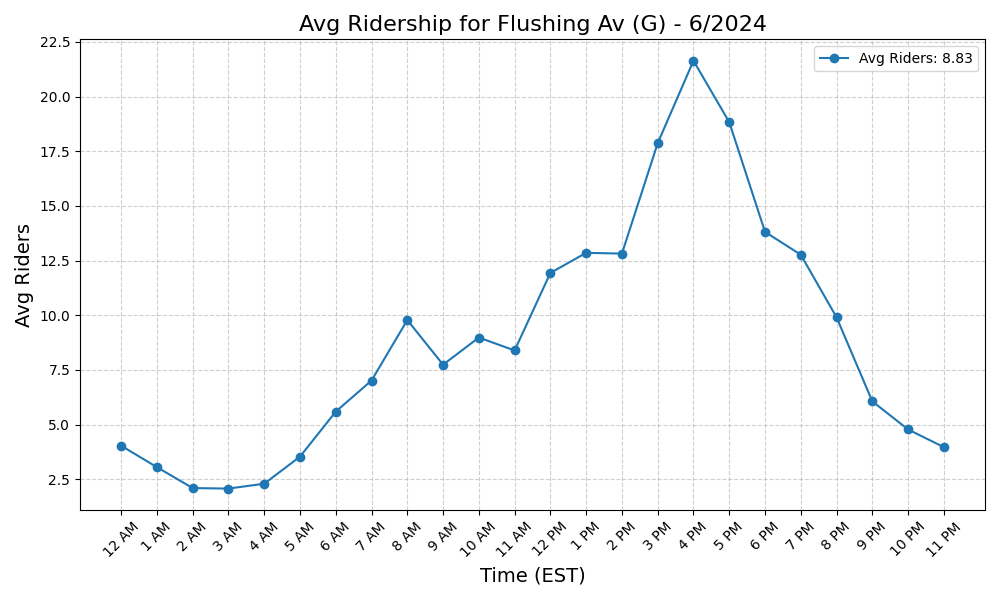 Avg Ridership for Flushing Av (G) - 6/2024
Avg Riders: 8.83
22.5
20.0
17.5
15.0
12.5
10.0
7.5
5.0
2.5
Avg Riders
12 AM
1 AM
2 AM
3 AM
4 AM
5 AM
6 AM
7 AM
8 AM
9 AM
10 AM
11 AM
12 PM
1 PM
2 PM
3 PM
4 PM
5 PM
6 PM
7 PM
8 PM
9 PM
10 PM
11 PM
Time (EST)